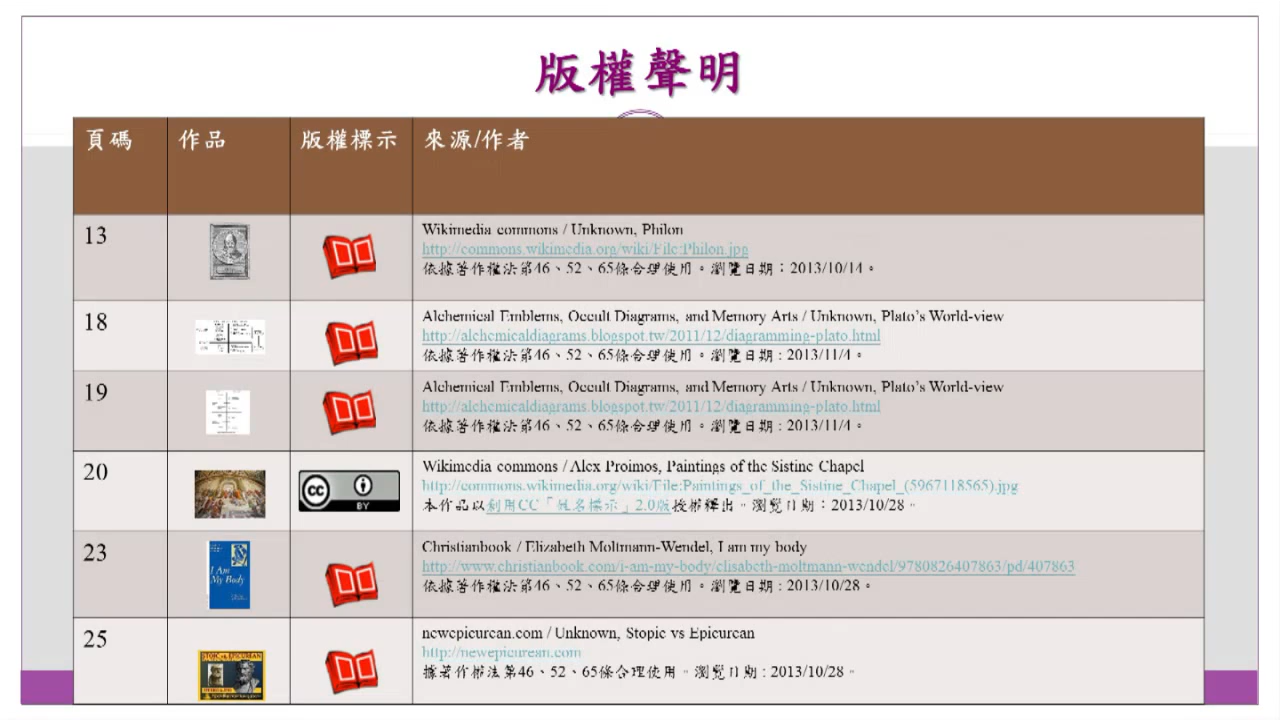 版權聲明
頁碼 作品 版權標示 來源/作者
13
Wikimedia commons / Unknown, Philon
http://commons.wikimedia.org/wiki/File:Philon.jpg
依據著作權法第46、52、65條合理使用。瀏覽日期：2013/10/14。
18
Alchemical Emblems, Occult Diagrams, and Memory Arts / Unknown, Plato's World-view
http://alchemicaldiagrams.blogspot.tw/2011/12/diagramming-plato.html
依據著作權法第46、52、65條合理使用。瀏覽日期：2013/11/4。
19
Alchemical Emblems, Occult Diagrams, and Memory Arts / Unknown, Plato's World-view
http://alchemicaldiagrams.blogspot.tw/2011/12/diagramming-plato.html
依據著作權法第46、52、65條合理使用。瀏覽日期：2013/11/4。
20
cc BY
Wikimedia commons / Alex Proimos, Paintings of the Sistine Chapel
http://commons.wikimedia.org/wiki/File:Paintings_of_the_Sistine_Chapel_(5967118565).jpg
本作品以利用CC「姓名標示」2.0版授權釋出。瀏覽日期：2013/10/28。
23
I Am
My Body
Christianbook / Elizabeth Moltmann-Wendel, I am my body
http://www.christianbook.com/i-am-my-body/elisabeth-moltmann-wendel/9780826407863/pd/407863
依據著作權法第46、52、65條合理使用。瀏覽日期：2013/10/28。
25
STOIC vs. EPICUREAN
newepicurean.com / Unknown, Stopic vs Epicurean
http://newepicurean.com
據著作權法第46、52、65條合理使用。瀏覽日期：2013/10/28。